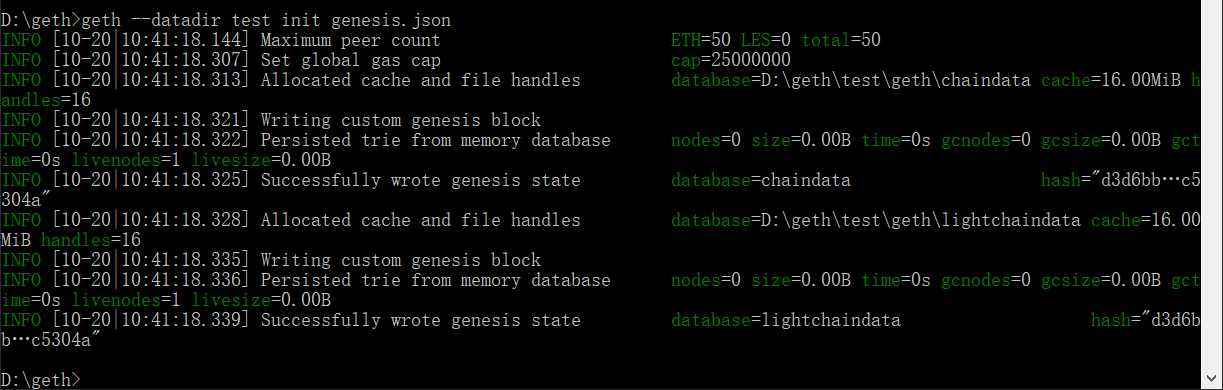 D:\geth>geth --datadir test init genesis.json
INFO [10-20|10:41:18.144] Maximum peer count                       ETH=50 LES=0 total=50
INFO [10-20|10:41:18.307] Set global gas cap                       cap=25000000
INFO [10-20|10:41:18.313] Allocated cache and file handles         database=D:\geth\test\geth\chaindata cache=16.00MiB h
andles=16
INFO [10-20|10:41:18.321] Writing custom genesis block
INFO [10-20|10:41:18.322] Persisted trie from memory database      nodes=0 size=0.00B time=0s gcnodes=0 gcsize=0.00B gct
ime=0s livenodes=1 livesize=0.00B
INFO [10-20|10:41:18.325] Successfully wrote genesis state         database=chaindata                   hash="d3d6bb…c5
304a"
INFO [10-20|10:41:18.328] Allocated cache and file handles         database=D:\geth\test\geth\lightchaindata cache=16.00
MiB handles=16
INFO [10-20|10:41:18.335] Writing custom genesis block
INFO [10-20|10:41:18.336] Persisted trie from memory database      nodes=0 size=0.00B time=0s gcnodes=0 gcsize=0.00B gct
ime=0s livenodes=1 livesize=0.00B
INFO [10-20|10:41:18.339] Successfully wrote genesis state         database=lightchaindata                   hash="d3d6b
b…c5304a"
D:\geth>